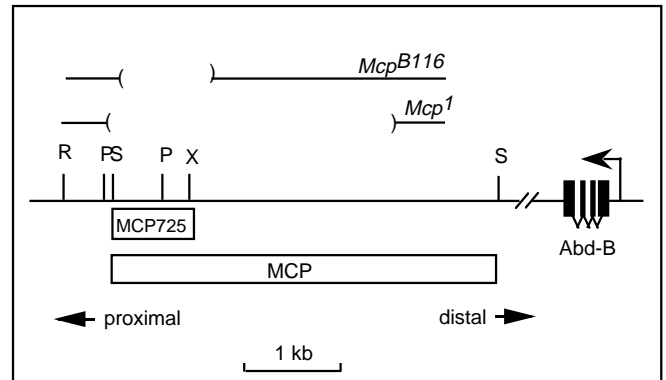 Mcp^B116
Mcp^1
R PS P X S
MCP725
Abd-B
MCP
proximal distal
1 kb